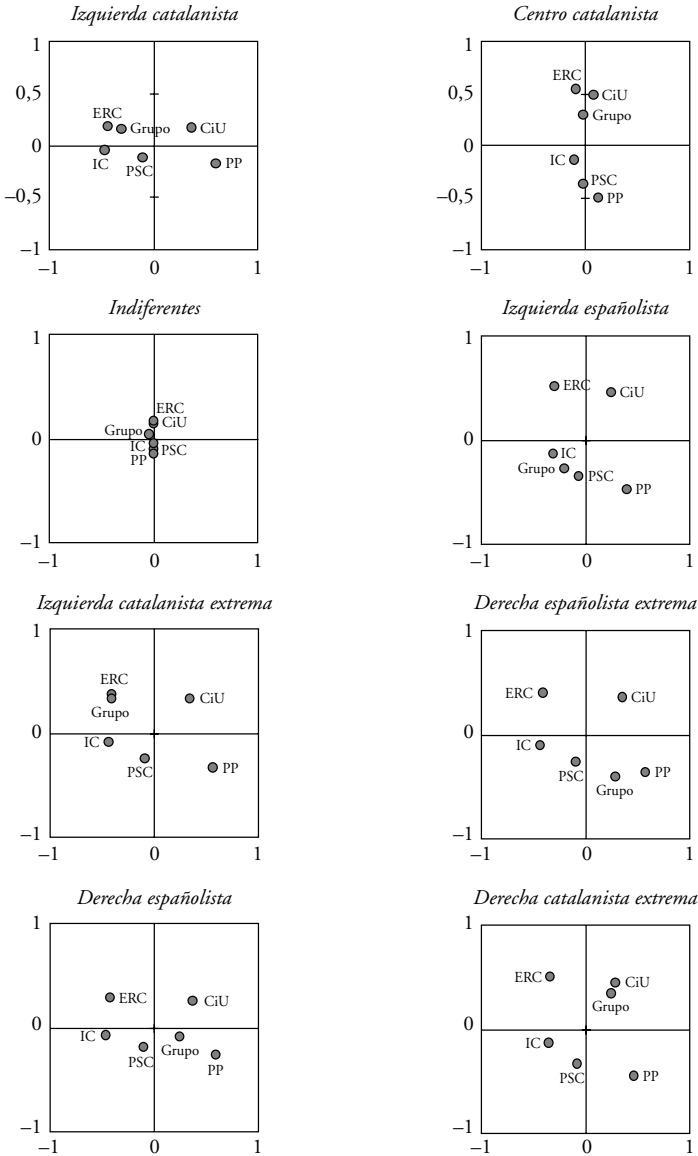 Izquierda catalanista
1
0,5
0
–0,5
–1
–1 0 1
ERC
Grupo
CiU
IC
PSC
PP
Centro catalanista
1
0,5
0
–0,5
–1
–1 0 1
ERC
CiU
Grupo
IC
PSC
PP
Indiferentes
1
0
–1
–1 0 1
ERC
CiU
Grupo
IC
PSC
PP
Izquierda españolista
1
0
–1
–1 0 1
ERC
CiU
IC
Grupo
PSC
PP
Izquierda catalanista extrema
1
0
–1
–1 0 1
ERC
Grupo
CiU
IC
PSC
PP
Derecha españolista extrema
1
0
–1
–1 0 1
ERC
CiU
IC
PSC
PP
Grupo
Derecha españolista
1
0
–1
–1 0 1
ERC
CiU
IC
PSC
Grupo
PP
Derecha catalanista extrema
1
0
–1
–1 0 1
ERC
CiU
Grupo
IC
PSC
PP